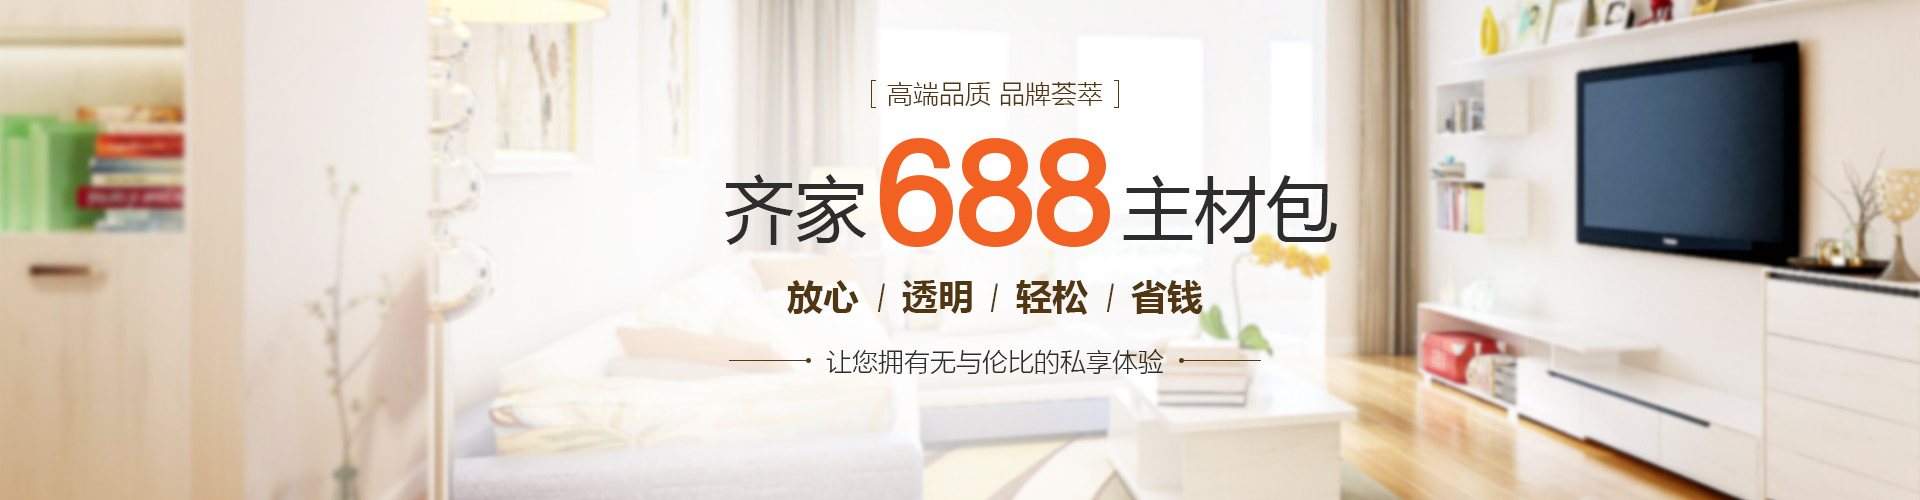 [ 高端品质 品牌荟萃 ]
齐家688主材包
放心 / 透明 / 轻松 / 省钱
让您拥有无与伦比的私享体验